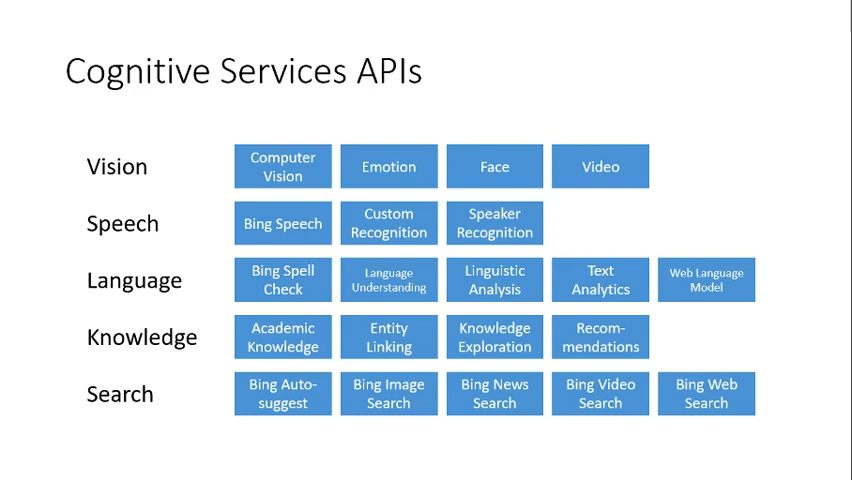 Cognitive Services APIs
Vision
Computer
Vision
Emotion
Face
Video
Speech
Bing Speech
Custom
Recognition
Speaker
Recognition
Language
Bing Spell
Check
Language
Understanding
Linguistic
Analysis
Text
Analytics
Web Language
Model
Knowledge
Academic
Knowledge
Entity
Linking
Knowledge
Exploration
Recom-
mendations
Search
Bing Auto-
suggest
Bing Image
Search
Bing News
Search
Bing Video
Search
Bing Web
Search